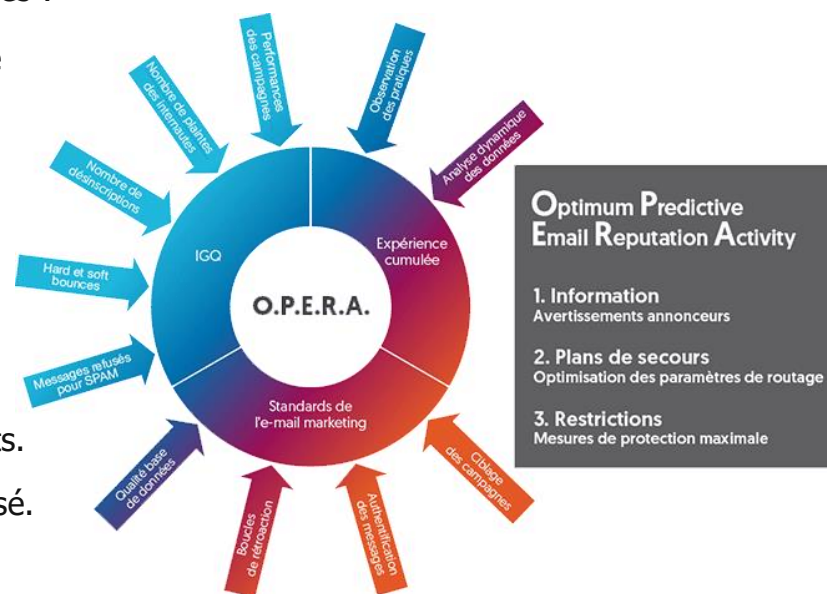 Performances
des campagnes
Observation
des pratiques
Nombre de plaintes
des internautes
Analyse dynamique
des données
Nombre de
désinscriptions
Hard et soft
bounces
Messages refusés
pour SPAM
IGQ
Expérience
cumulée
O.P.E.R.A.
Standards de
l'e-mail marketing
Qualité base
de données
Boucles
de rétroaction
Authentification
des messages
Ciblage
des campagnes
Optimum Predictive
Email Reputation Activity
1. Information
Avertissements annonceurs
2. Plans de secours
Optimisation des paramètres de routage
3. Restrictions
Mesures de protection maximale